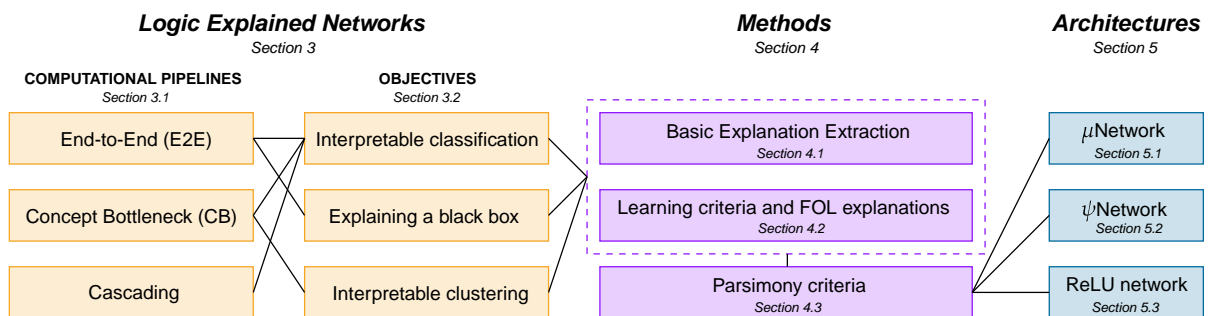 Logic Explained Networks
Section 3
Methods
Section 4
Architectures
Section 5
COMPUTATIONAL PIPELINES
Section 3.1
OBJECTIVES
Section 3.2
End-to-End (E2E)
Interpretable classification
Basic Explanation Extraction
Section 4.1
μNetwork
Section 5.1
Concept Bottleneck (CB)
Explaining a black box
Learning criteria and FOL explanations
Section 4.2
ψNetwork
Section 5.2
Cascading
Interpretable clustering
Parsimony criteria
Section 4.3
ReLU network
Section 5.3